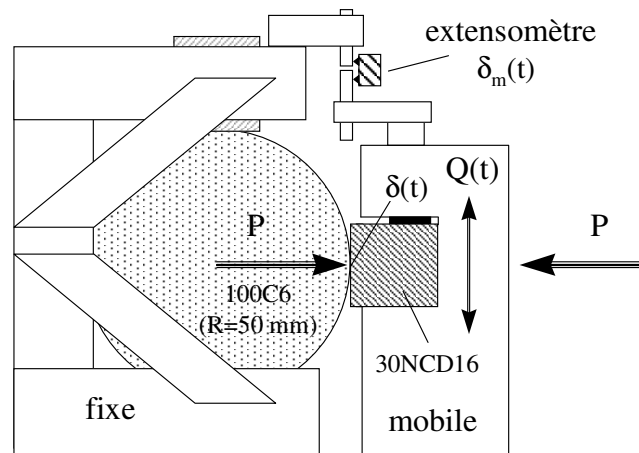 extensomètre
δm(t)
Q(t)
δ(t)
P
P
100C6
(R=50 mm)
30NCD16
fixe
mobile